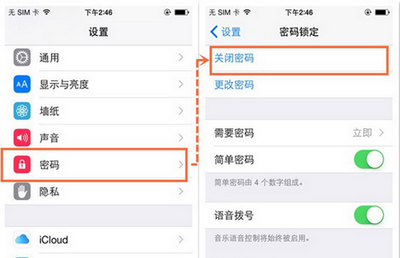 无 SIM 卡 下午2:46
设置
通用
显示与亮度
墙纸
声音
密码
隐私
iCloud
无 SIM 卡 下午2:46
设置 密码锁定
关闭密码
更改密码
需要密码 立即
简单密码
简单密码由 4 个数字组成。
语音拨号
音乐语音控制将始终被启用。